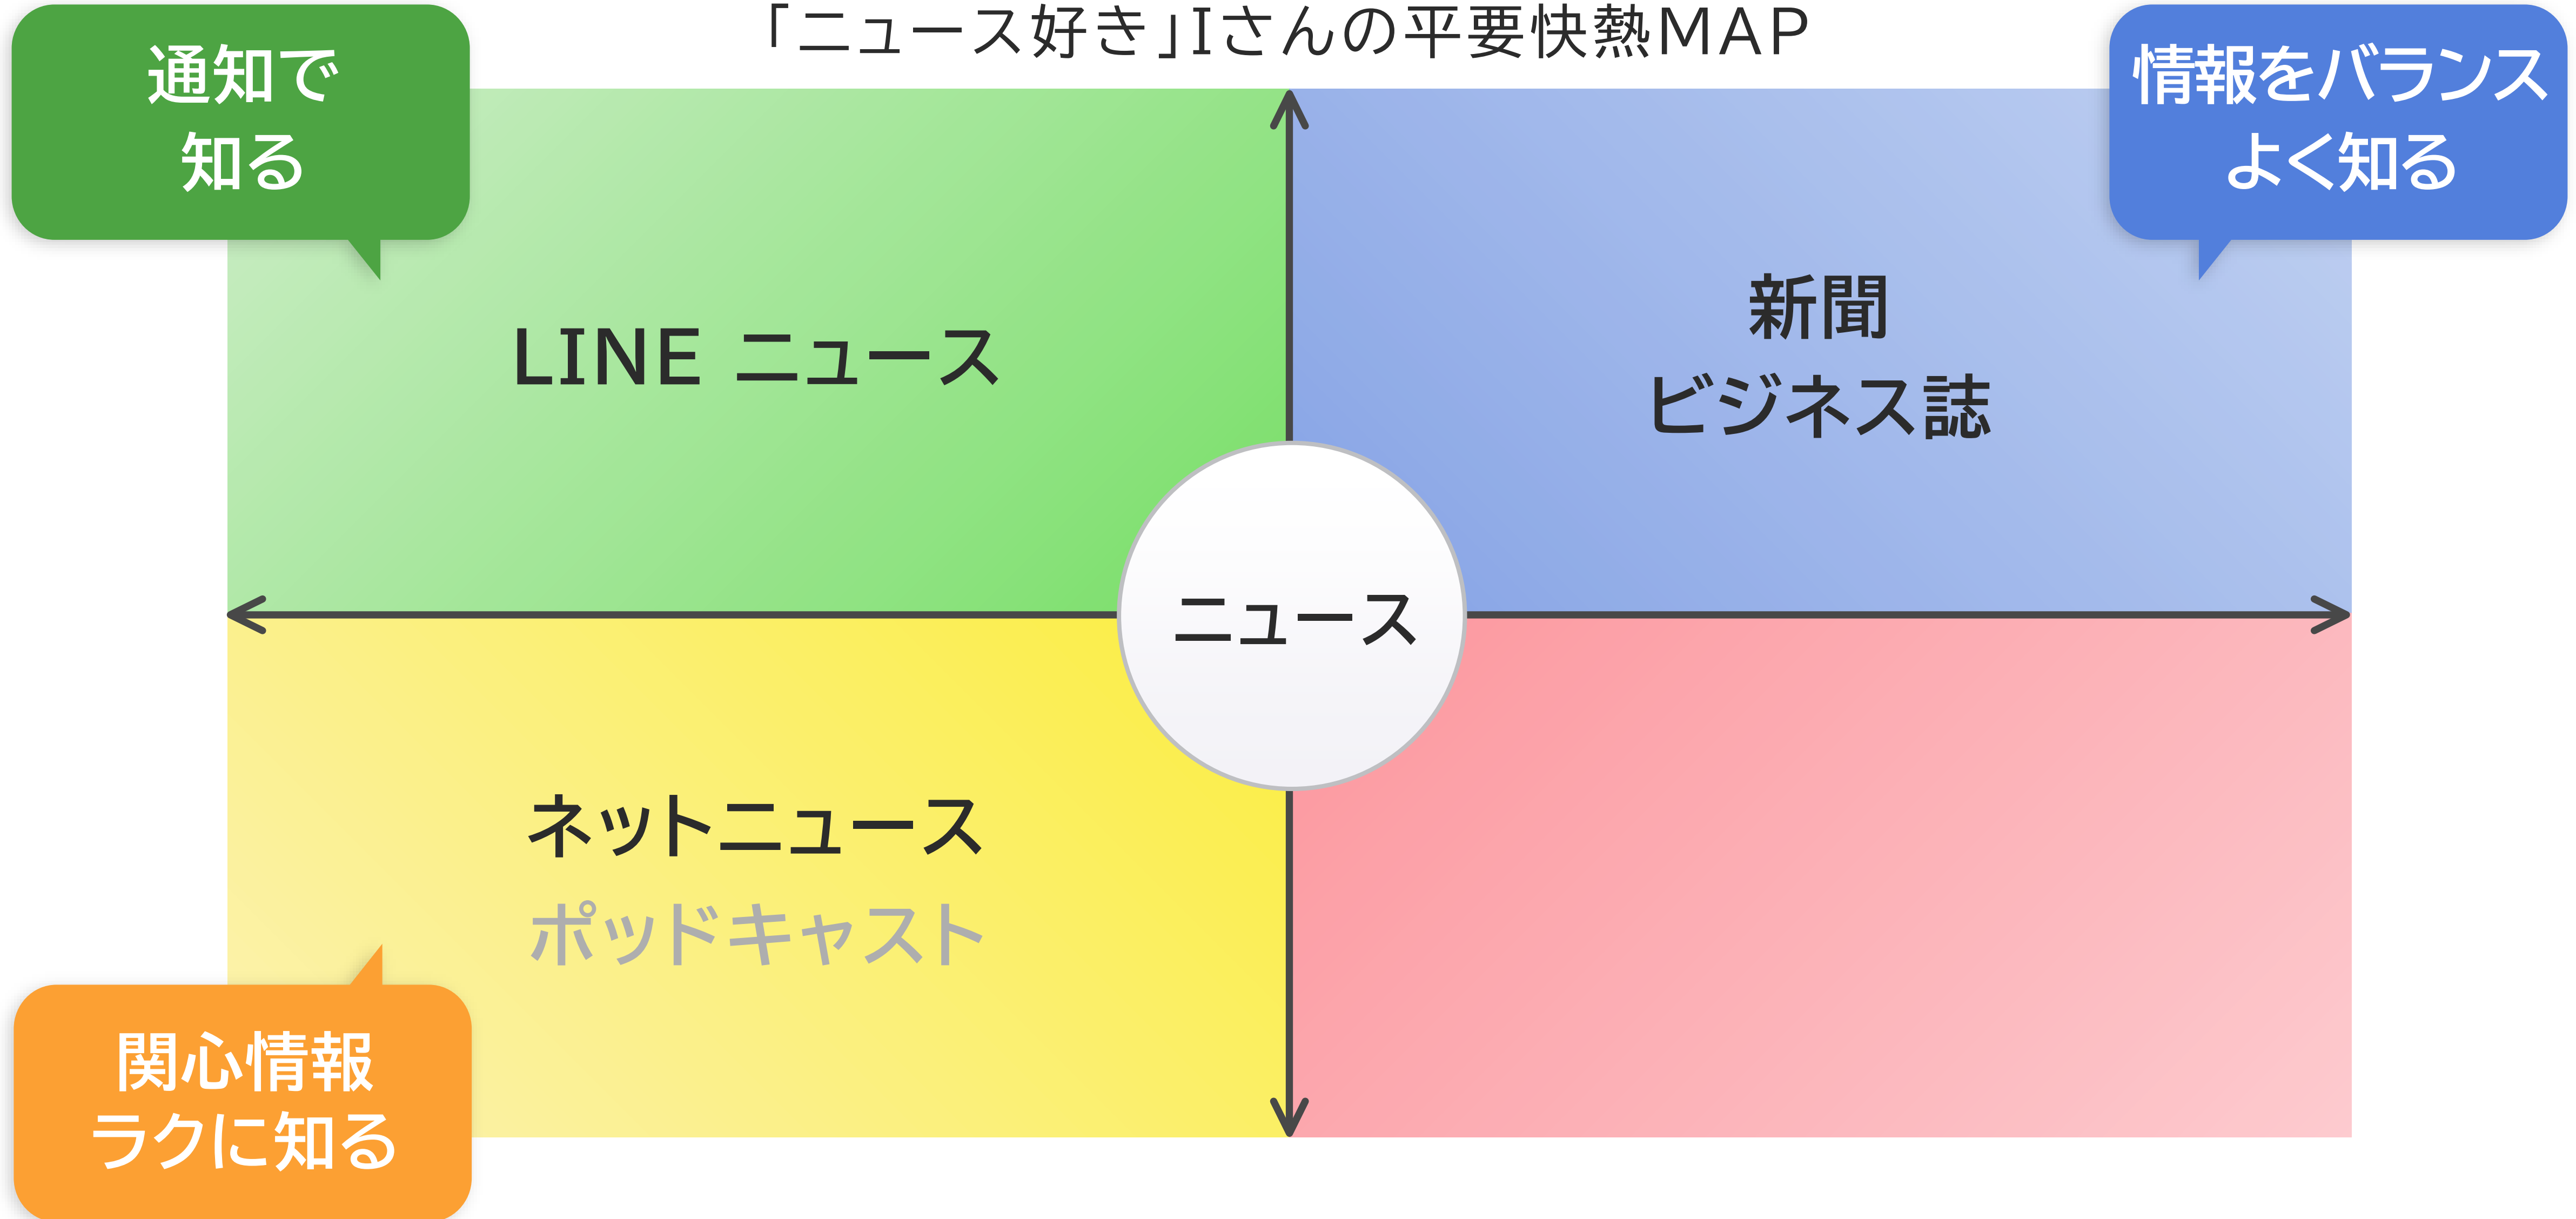 「ニュース好き」Iさんの平要快熱MAP
通知で
知る
情報をバランス
よく知る
LINE ニュース
新聞
ビジネス誌
ニュース
ネットニュース
ポッドキャスト
関心情報
ラクに知る